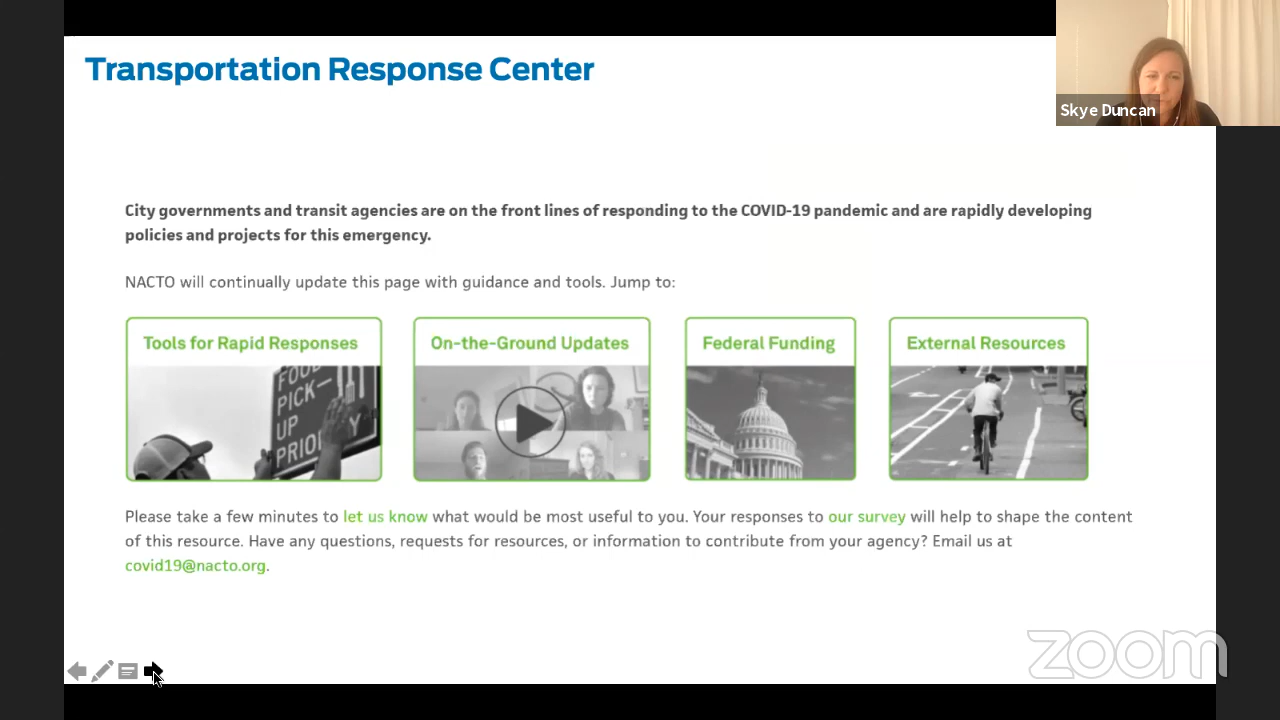 Transportation Response Center
Skye Duncan
City governments and transit agencies are on the front lines of responding to the COVID-19 pandemic and are rapidly developing
policies and projects for this emergency.
NACTO will continually update this page with guidance and tools. Jump to:
Tools for Rapid Responses
On-the-Ground Updates
Federal Funding
External Resources
FOOD
PICK-
UP
PRIORITY
Please take a few minutes to let us know what would be most useful to you. Your responses to our survey will help to shape the content
of this resource. Have any questions, requests for resources, or information to contribute from your agency? Email us at
covid19@nacto.org.
zoom